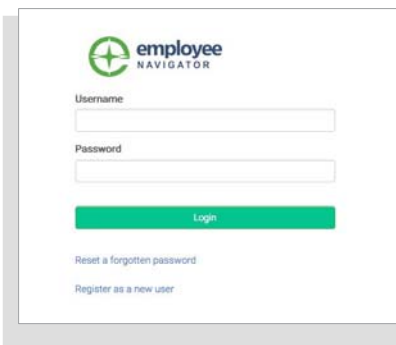 employee
NAVIGATOR
Username
Password
Login
Reset a forgotten password
Register as a new user